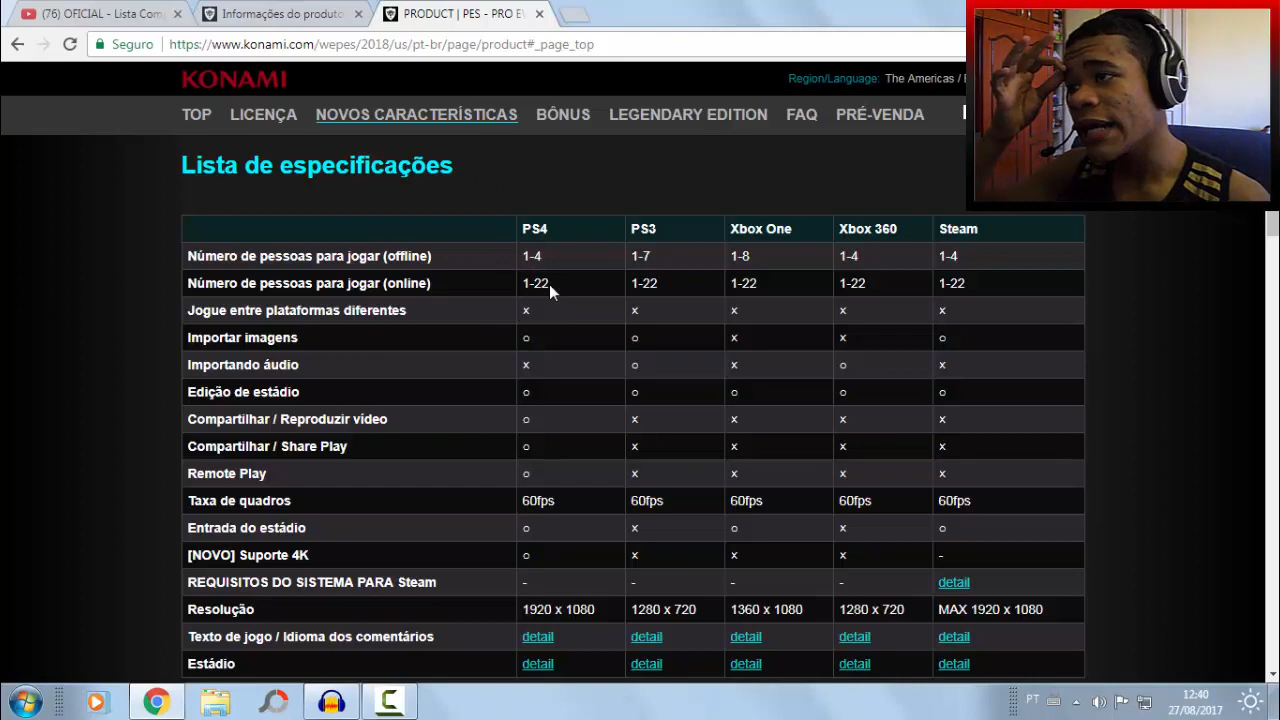 (76) OFICIAL - Lista Com
Informações do produto
PRODUCT | PES - PRO EV
Seguro
https://www.konami.com/wepes/2018/us/pt-br/page/product#_page_top
KONAMI
Region/Language: The Americas /
TOP LICENÇA NOVOS CARACTERÍSTICAS BÔNUS LEGENDARY EDITION FAQ PRÉ-VENDA
Lista de especificações
PS4 PS3 Xbox One Xbox 360 Steam
Número de pessoas para jogar (offline) 1-4 1-7 1-8 1-4 1-4
Número de pessoas para jogar (online) 1-22 1-22 1-22 1-22 1-22
Jogue entre plataformas diferentes x x x x x
Importar imagens ○ ○ x x ○
Importando áudio x ○ x ○ x
Edição de estádio ○ ○ ○ ○ ○
Compartilhar / Reproduzir vídeo ○ x x x x
Compartilhar / Share Play ○ x x x x
Remote Play ○ x x x x
Taxa de quadros 60fps 60fps 60fps 60fps 60fps
Entrada do estádio ○ x ○ x ○
[NOVO] Suporte 4K ○ x x x -
REQUISITOS DO SISTEMA PARA Steam - - - - detail
Resolução 1920 x 1080 1280 x 720 1360 x 1080 1280 x 720 MAX 1920 x 1080
Texto de jogo / Idioma dos comentários detail detail detail detail detail
Estádio detail detail detail detail detail
PT
12:40
27/08/2017